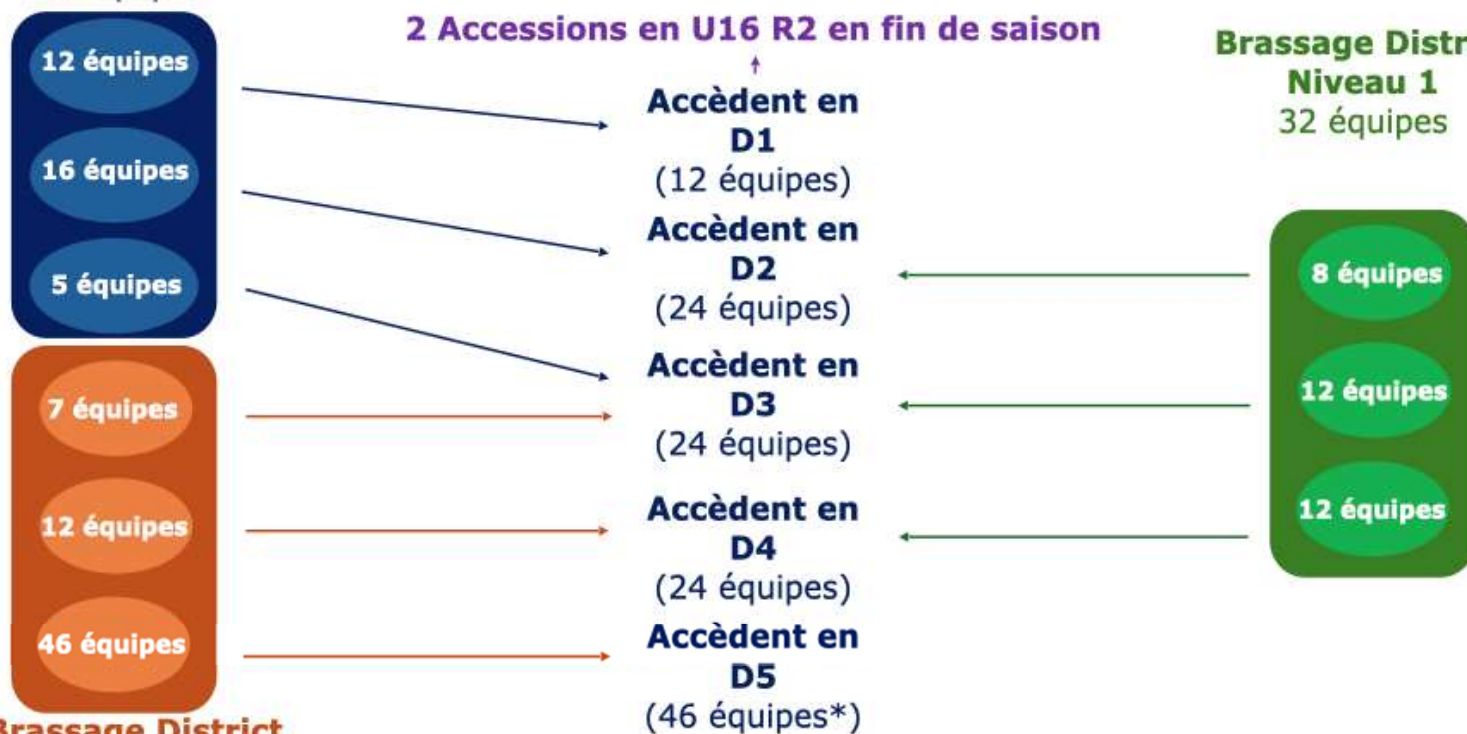 2 Accessions en U16 R2 en fin de saison
12 équipes
16 équipes
5 équipes
7 équipes
12 équipes
46 équipes
Brassage District
Accèdent en
D1
(12 équipes)
Accèdent en
D2
(24 équipes)
Accèdent en
D3
(24 équipes)
Accèdent en
D4
(24 équipes)
Accèdent en
D5
(46 équipes*)
Brassage Distr
Niveau 1
32 équipes
8 équipes
12 équipes
12 équipes